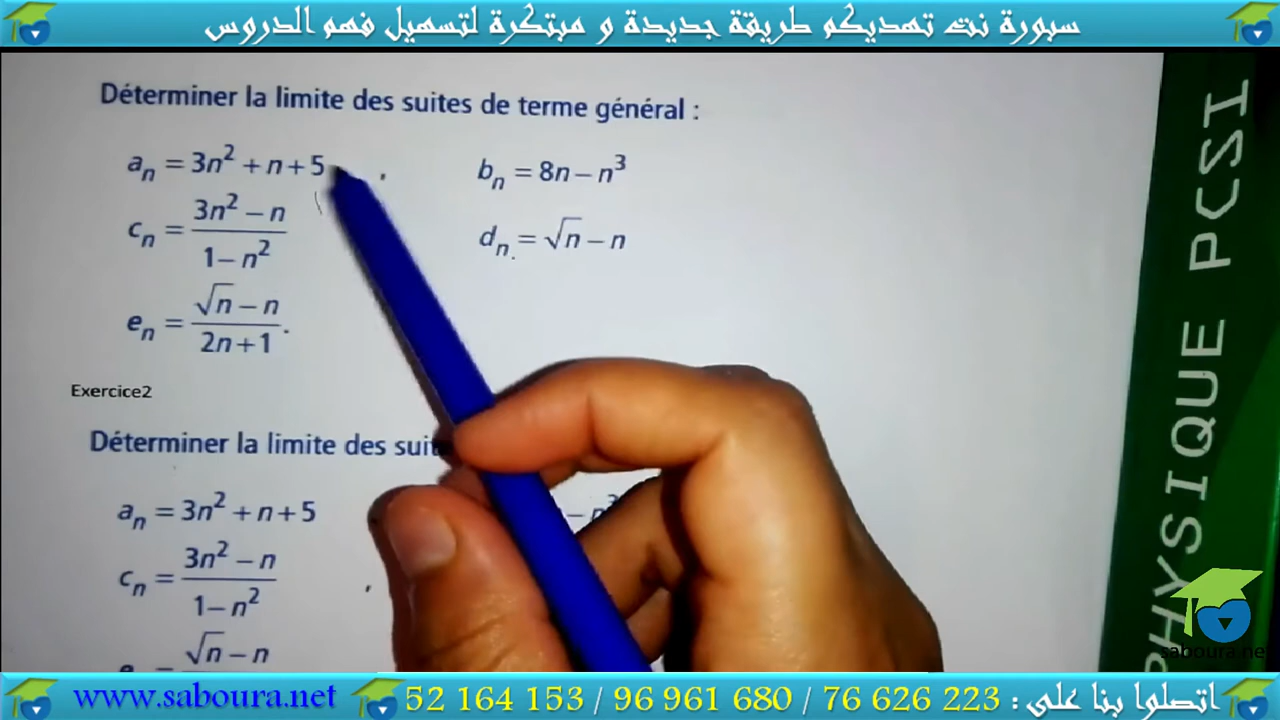 سبورة نت تهديكم طريقة جديدة و مبتكرة لتسهيل فهم الدروس
Déterminer la limite des suites de terme général :
aₙ = 3n² + n + 5 , bₙ = 8n – n³
cₙ = (3n² – n)/(1 – n²) dₙ = √n – n
eₙ = (√n – n)/(2n + 1).
Exercice2
Déterminer la limite des
aₙ = 3n² + n + 5 – n³
cₙ = (3n² – n)/(1 – n²) ,
√n – n
PHYSIQUE PCSI
saboura.net
www.saboura.net 52 164 153 / 96 961 680 / 76 626 223 : اتصلوا بنا على